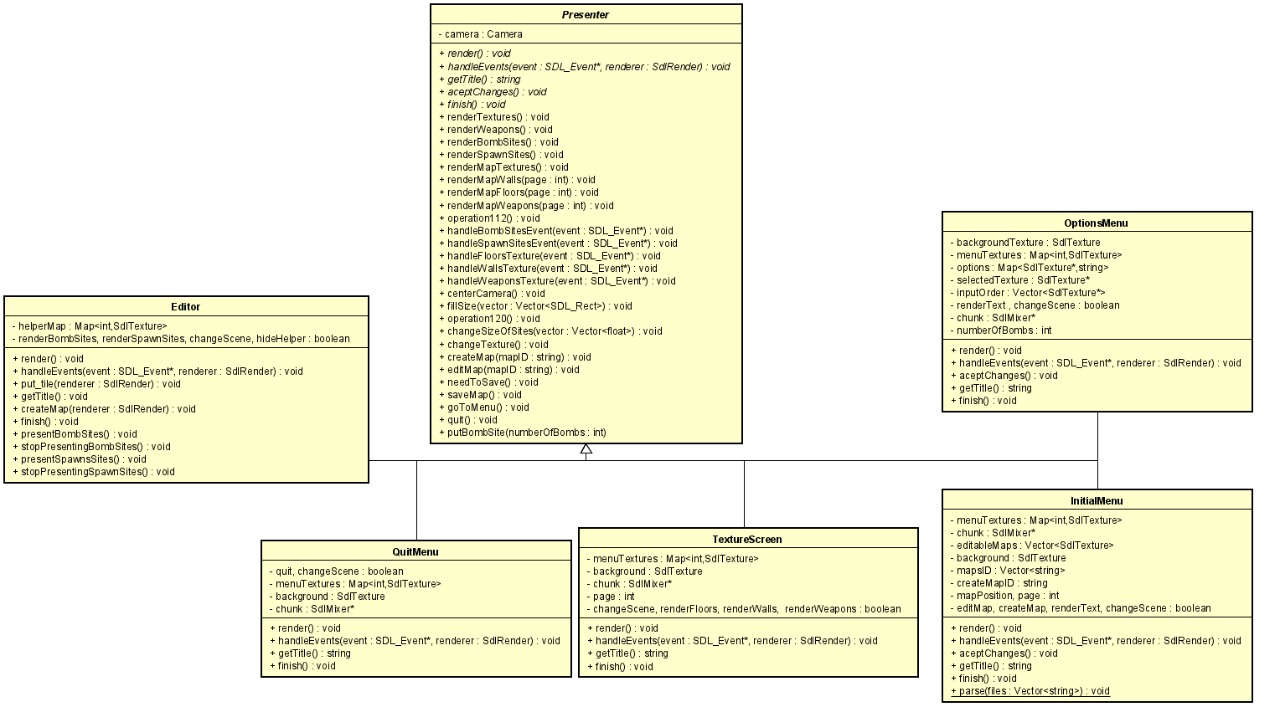 Presenter
- camera : Camera
+ render() : void
+ handleEvents(event : SDL_Event*, renderer : SdlRender) : void
+ getTitle() : string
+ aceptChanges() : void
+ finish() : void
+ renderTextures() : void
+ renderWeapons() : void
+ renderBombSites() : void
+ renderSpawnSites() : void
+ renderMapTextures() : void
+ renderMapWalls(page : int) : void
+ renderMapFloors(page : int) : void
+ renderMapWeapons(page : int) : void
+ operation112() : void
+ handleBombSitesEvent(event : SDL_Event*) : void
+ handleSpawnSitesEvent(event : SDL_Event*) : void
+ handleFloorsTexture(event : SDL_Event*) : void
+ handleWallsTexture(event : SDL_Event*) : void
+ handleWeaponsTexture(event : SDL_Event*) : void
+ centerCamera() : void
+ fillSize(vector : Vector<SDL_Rect>) : void
+ operation120() : void
+ changeSizeOfSites(vector : Vector<float>) : void
+ changeTexture() : void
+ createMap(mapID : string) : void
+ editMap(mapID : string) : void
+ needToSave() : void
+ saveMap() : void
+ goToMenu() : void
+ quit() : void
+ putBombSite(numberOfBombs : int)
OptionsMenu
- backgroundTexture : SdlTexture
- menuTextures : Map<int,SdlTexture>
- options : Map<SdlTexture*,string>
- selectedTexture : SdlTexture*
- inputOrder : Vector<SdlTexture*>
- renderText , changeScene : boolean
- chunk : SdlMixer*
- numberOfBombs : int
+ render() : void
+ handleEvents(event : SDL_Event*, renderer : SdlRender) : void
+ aceptChanges() : void
+ getTitle() : string
+ finish() : void
Editor
- helperMap : Map<int,SdlTexture>
- renderBombSites, renderSpawnSites, changeScene, hideHelper : boolean
+ render() : void
+ handleEvents(event : SDL_Event*, renderer : SdlRender) : void
+ put_tile(renderer : SdlRender) : void
+ getTitle() : void
+ createMap(renderer : SdlRender) : void
+ finish() : void
+ presentBombSites() : void
+ stopPresentingBombSites() : void
+ presentSpawnsSites() : void
+ stopPresentingSpawnSites() : void
QuitMenu
- quit, changeScene : boolean
- menuTextures : Map<int,SdlTexture>
- background : SdlTexture
- chunk : SdlMixer*
+ render() : void
+ handleEvents(event : SDL_Event*, renderer : SdlRender) : void
+ getTitle() : string
+ finish() : void
TextureScreen
- menuTextures : Map<int,SdlTexture>
- background : SdlTexture
- chunk : SdlMixer*
- page : int
- changeScene, renderFloors, renderWalls, renderWeapons : boolean
+ render() : void
+ handleEvents(event : SDL_Event*, renderer : SdlRender) : void
+ getTitle() : string
+ finish() : void
InitialMenu
- menuTextures : Map<int,SdlTexture>
- chunk : SdlMixer*
- editableMaps : Vector<SdlTexture>
- background : SdlTexture
- mapsID : Vector<string>
- createMapID : string
- mapPosition, page : int
- editMap, createMap, renderText, changeScene : boolean
+ render() : void
+ handleEvents(event : SDL_Event*, renderer : SdlRender) : void
+ aceptChanges() : void
+ getTitle() : string
+ finish() : void
+ parse(files : Vector<string>) : void